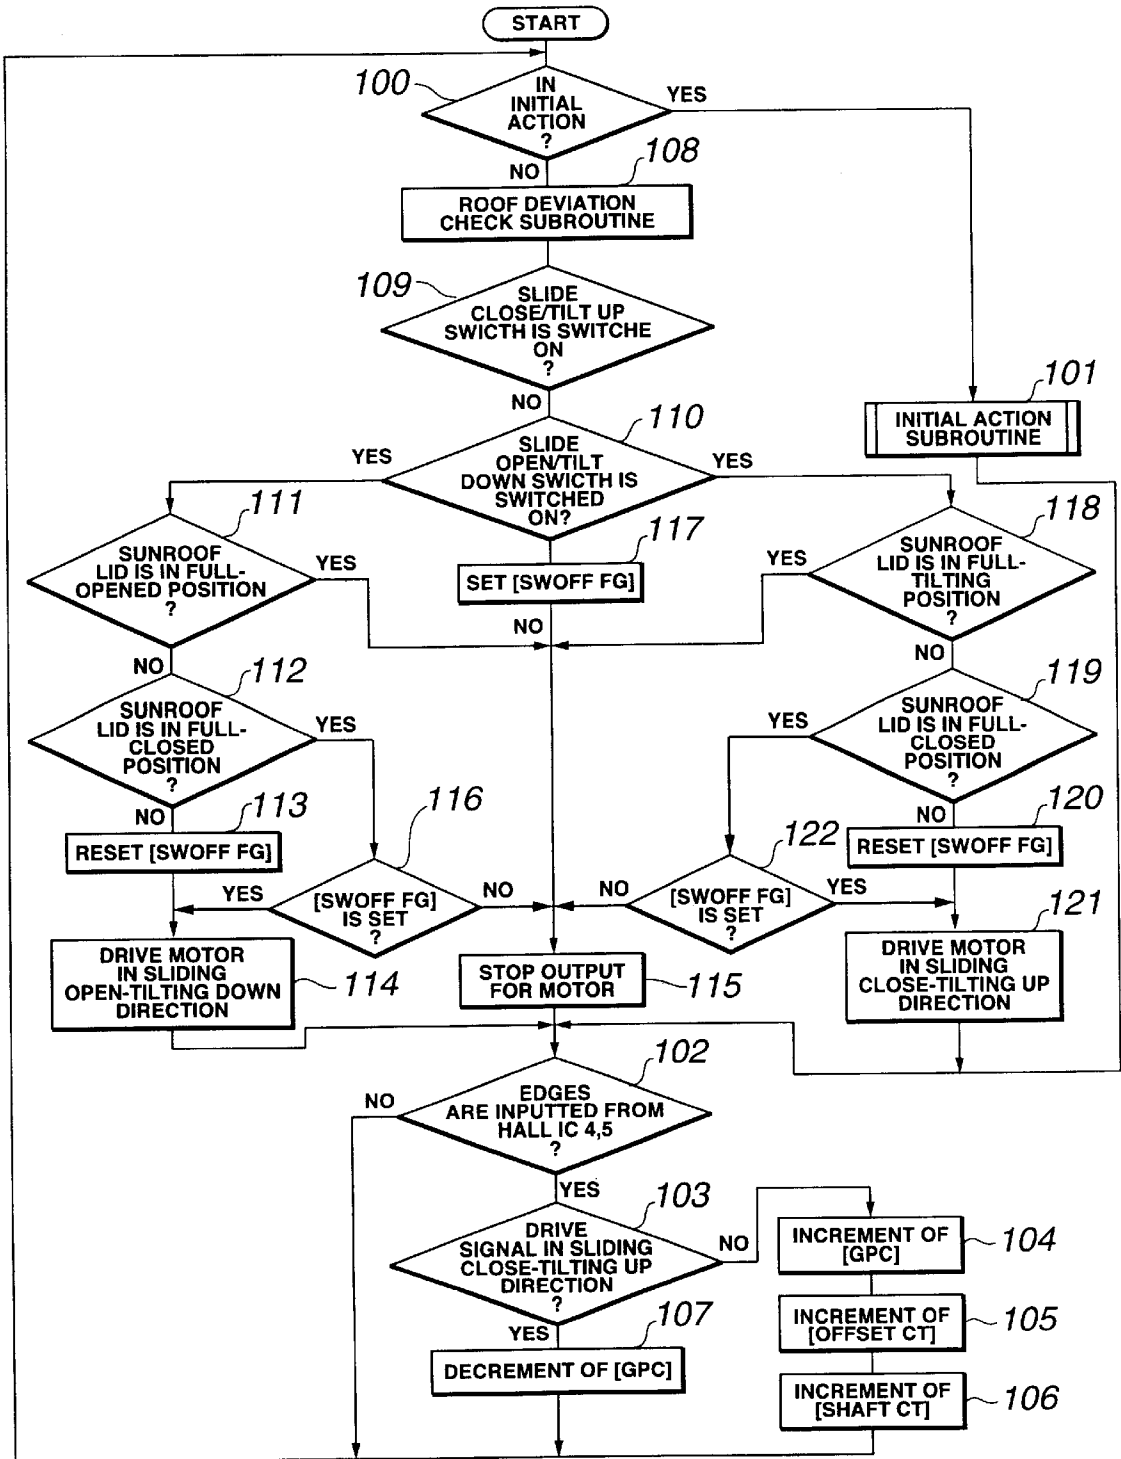 START
100
IN
INITIAL
ACTION
?
YES
NO
108
ROOF DEVIATION
CHECK SUBROUTINE
109
SLIDE
CLOSE/TILT UP
SWICTH IS SWITCHE
ON
?
NO
101
INITIAL ACTION
SUBROUTINE
110
SLIDE
OPEN/TILT
DOWN SWICTH IS
SWITCHED
ON?
YES
YES
111
SUNROOF
LID IS IN FULL-
OPENED POSITION
?
YES
NO
117
SET [SWOFF FG]
NO
118
SUNROOF
LID IS IN FULL-
TILTING
POSITION
?
YES
NO
112
SUNROOF
LID IS IN FULL-
CLOSED
POSITION
?
YES
NO
119
SUNROOF
LID IS IN FULL-
CLOSED
POSITION
?
YES
NO
113
RESET [SWOFF FG]
116
[SWOFF FG]
IS SET
?
YES
NO
122
[SWOFF FG]
IS SET
?
NO
YES
120
RESET [SWOFF FG]
DRIVE MOTOR
IN SLIDING
OPEN-TILTING DOWN
DIRECTION
114
STOP OUTPUT
FOR MOTOR
115
121
DRIVE MOTOR
IN SLIDING
CLOSE-TILTING UP
DIRECTION
102
EDGES
ARE INPUTTED FROM
HALL IC 4,5
?
NO
YES
103
DRIVE
SIGNAL IN SLIDING
CLOSE-TILTING UP
DIRECTION
?
NO
YES
INCREMENT OF
[GPC]
104
INCREMENT OF
[OFFSET CT]
105
107
DECREMENT OF [GPC]
INCREMENT OF
[SHAFT CT]
106